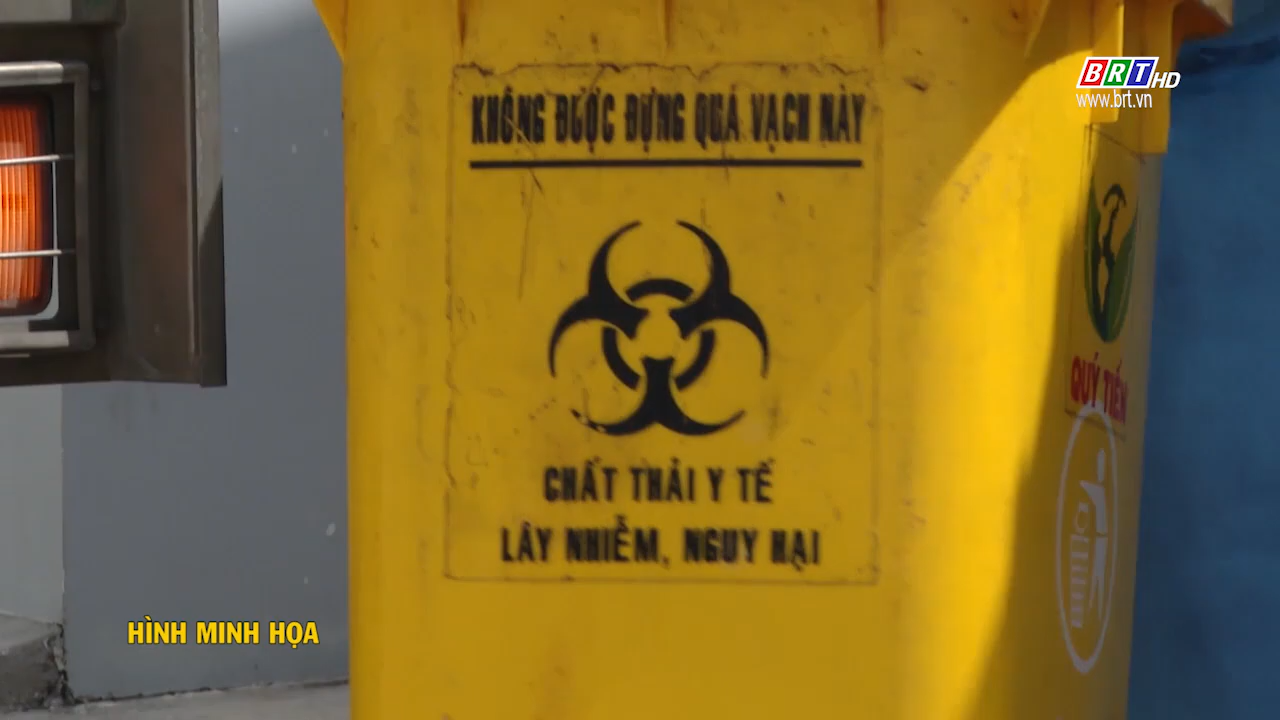 BRT HD
www.brt.vn
KHÔNG ĐƯỢC ĐỰNG QUÁ VẠCH NÀY
CHẤT THẢI Y TẾ
LÂY NHIỄM, NGUY HẠI
QUÝ TIẾN
HÌNH MINH HỌA